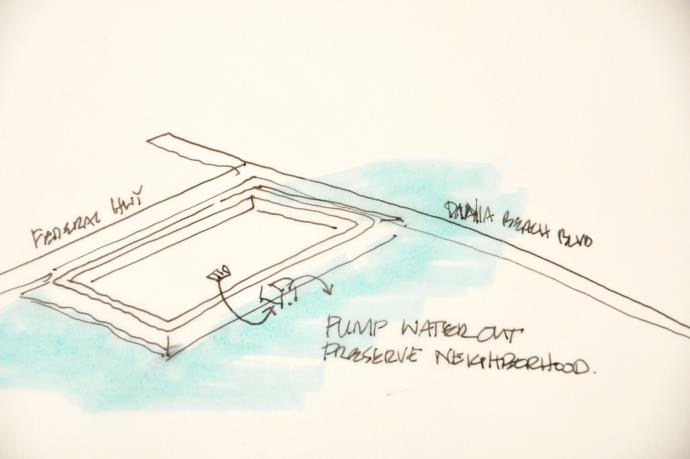 FEDERAL HWY
DANIA BEACH BLVD
PUMP WATER OUT
PRESERVE NEIGHBORHOOD.